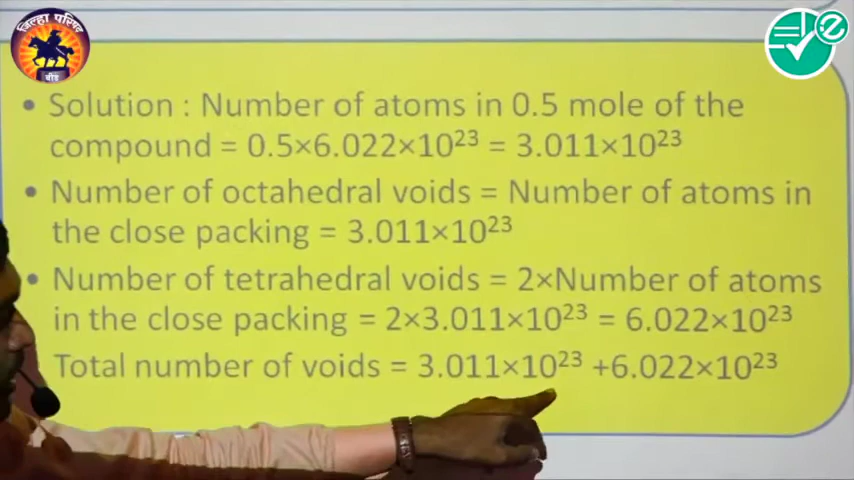 जिल्हा परिषद
बीड
e
• Solution : Number of atoms in 0.5 mole of the
compound = 0.5×6.022×10²³ = 3.011×10²³
• Number of octahedral voids = Number of atoms in
the close packing = 3.011×10²³
• Number of tetrahedral voids = 2×Number of atoms
in the close packing = 2×3.011×10²³ = 6.022×10²³
Total number of voids = 3.011×10²³ +6.022×10²³